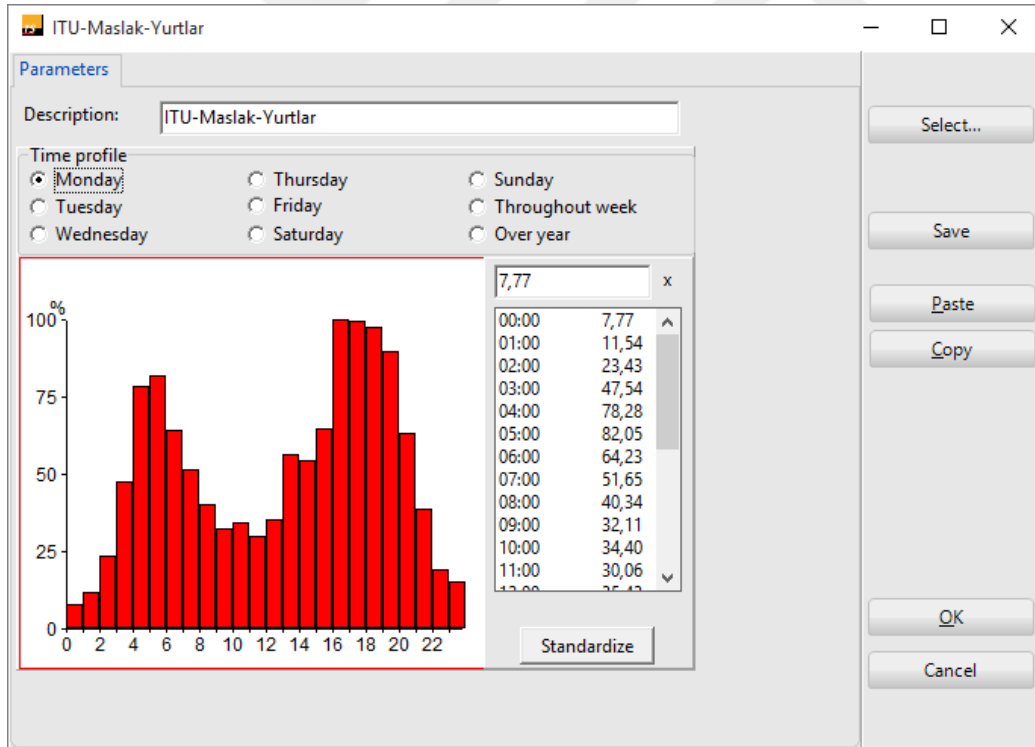 ITU-Maslak-Yurtlar
Parameters
Description: ITU-Maslak-Yurtlar
Select...
Time profile
Monday Thursday Sunday
Tuesday Friday Throughout week
Wednesday Saturday Over year
Save
Paste
Copy
7,77 x
%
100
75
50
25
0
0 2 4 6 8 10 12 14 16 18 20 22
00:00 7,77
01:00 11,54
02:00 23,43
03:00 47,54
04:00 78,28
05:00 82,05
06:00 64,23
07:00 51,65
08:00 40,34
09:00 32,11
10:00 34,40
11:00 30,06
Standardize
OK
Cancel